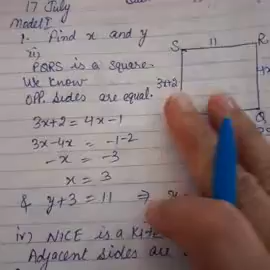 17 July
Model I
1. Find x and y
iii)
S 11 R
PQRS is a square.
We know
Opp. sides are equal. 3x+2
Q
3x+2 = 4x-1
3x-4x = -1-2
-x = -3
x = 3
& y+3 = 11 ⇒
iv) NICE is a Kite
Adjacent sides are